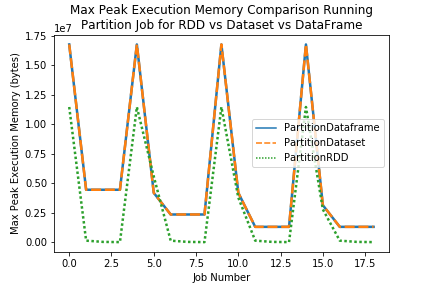 Max Peak Execution Memory Comparison Running
Partition Job for RDD vs Dataset vs DataFrame
1e7
1.75
1.50
1.25
1.00
0.75
0.50
0.25
0.00
Max Peak Execution Memory (bytes)
PartitionDataframe
PartitionDataset
PartitionRDD
0.0 2.5 5.0 7.5 10.0 12.5 15.0 17.5
Job Number